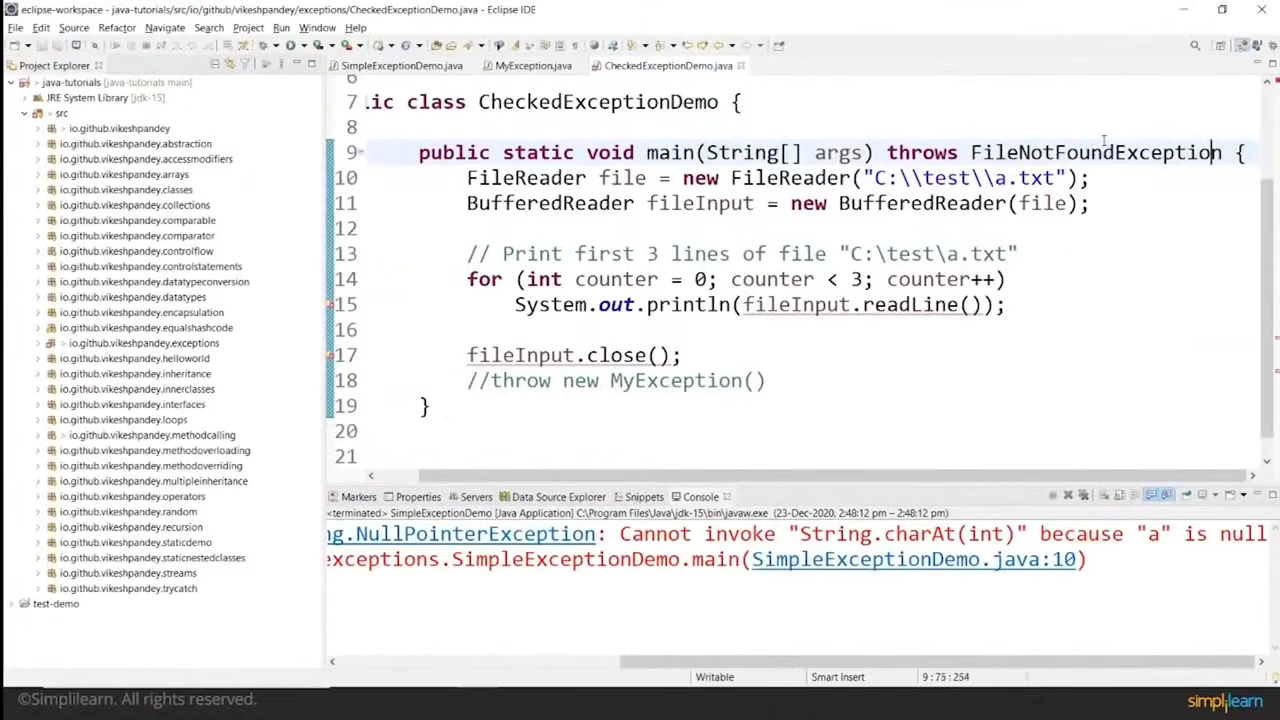 eclipse-workspace - java-tutorials/src/io/github/vikeshpandey/exceptions/CheckedExceptionDemo.java - Eclipse IDE
File Edit Source Refactor Navigate Search Project Run Window Help
Project Explorer
SimpleExceptionDemo.java MyException.java CheckedExceptionDemo.java
java-tutorials [java-tutorials main]
JRE System Library [jdk-15]
src
io.github.vikeshpandey
io.github.vikeshpandey.abstraction
io.github.vikeshpandey.accessmodifiers
io.github.vikeshpandey.arrays
io.github.vikeshpandey.classes
io.github.vikeshpandey.collections
io.github.vikeshpandey.comparable
io.github.vikeshpandey.comparator
io.github.vikeshpandey.controlflow
io.github.vikeshpandey.controlstatements
io.github.vikeshpandey.datatypeconversion
io.github.vikeshpandey.datatypes
io.github.vikeshpandey.encapsulation
io.github.vikeshpandey.equalshashcode
io.github.vikeshpandey.exceptions
io.github.vikeshpandey.helloworld
io.github.vikeshpandey.inheritance
io.github.vikeshpandey.innerclasses
io.github.vikeshpandey.interfaces
io.github.vikeshpandey.loops
io.github.vikeshpandey.methodcalling
io.github.vikeshpandey.methodoverloading
io.github.vikeshpandey.methodoverriding
io.github.vikeshpandey.multipleinheritance
io.github.vikeshpandey.operators
io.github.vikeshpandey.random
io.github.vikeshpandey.recursion
io.github.vikeshpandey.staticdemo
io.github.vikeshpandey.staticnestedclasses
io.github.vikeshpandey.streams
io.github.vikeshpandey.trycatch
test-demo
6
7 ic class CheckedExceptionDemo {
8
9 public static void main(String[] args) throws FileNotFoundException {
10 FileReader file = new FileReader("C:\\test\\a.txt");
11 BufferedReader fileInput = new BufferedReader(file);
12
13 // Print first 3 lines of file "C:\test\a.txt"
14 for (int counter = 0; counter < 3; counter++)
15 System.out.println(fileInput.readLine());
16
17 fileInput.close();
18 //throw new MyException()
19 }
20
21
Markers Properties Servers Data Source Explorer Snippets Console
<terminated> SimpleExceptionDemo [Java Application] C:\Program Files\Java\jdk-15\bin\javaw.exe (23-Dec-2020, 2:48:12 pm – 2:48:12 pm)
ng.NullPointerException: Cannot invoke "String.charAt(int)" because "a" is null
exceptions.SimpleExceptionDemo.main(SimpleExceptionDemo.java:10)
Writable Smart Insert 9 : 75 : 254
©Simplilearn. All rights reserved.
simplilearn